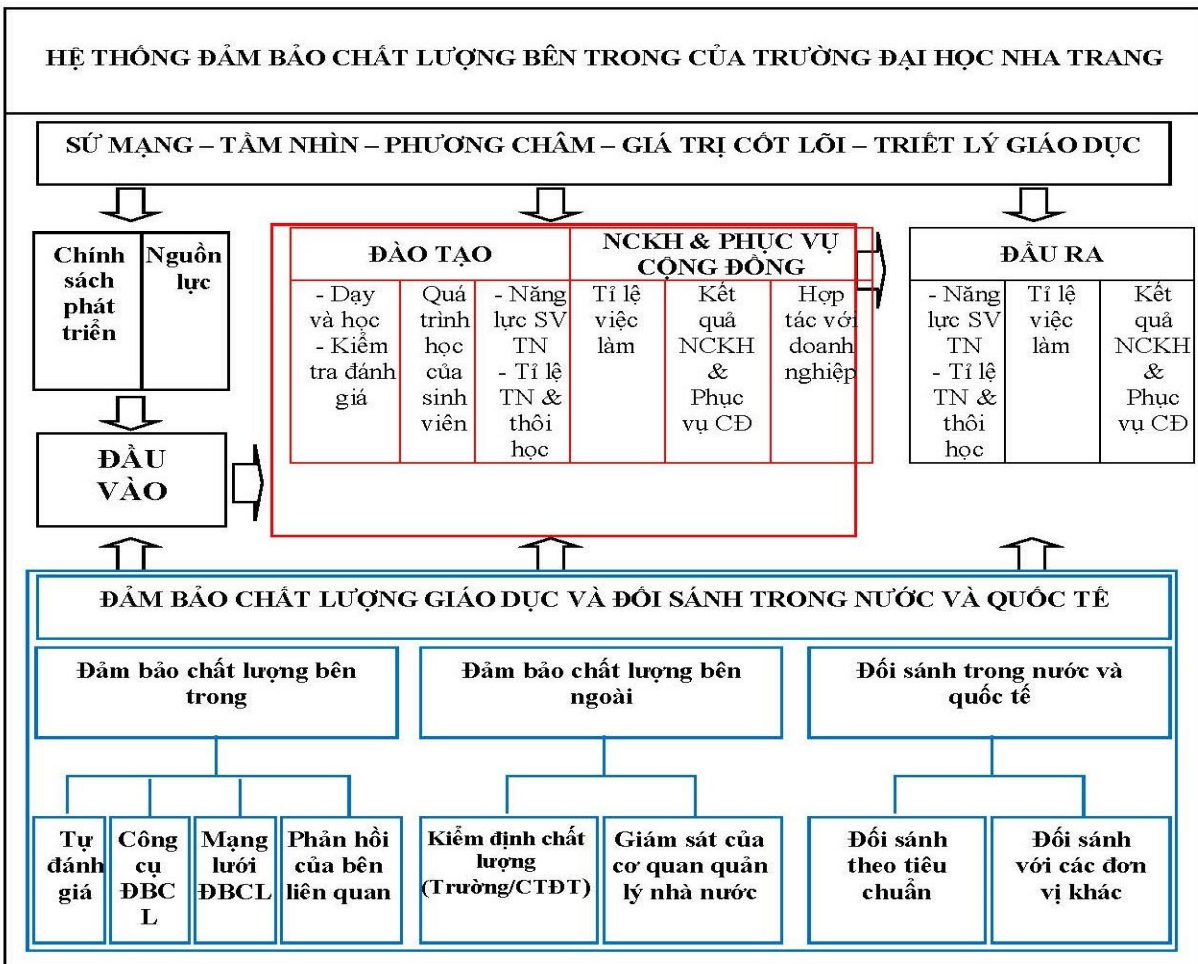 HỆ THỐNG ĐẢM BẢO CHẤT LƯỢNG BÊN TRONG CỦA TRƯỜNG ĐẠI HỌC NHA TRANG
SỨ MẠNG – TẦM NHÌN – PHƯƠNG CHÂM – GIÁ TRỊ CỐT LÕI – TRIẾT LÝ GIÁO DỤC
Chính
sách
phát
triển
Nguồn
lực
ĐẦU
VÀO
ĐÀO TẠO
- Dạy
và học
- Kiểm
tra đánh
giá
Quá
trình
học
của
sinh
viên
- Năng
lực SV
TN
- Tỉ lệ
TN &
thôi
học
NCKH & PHỤC VỤ
CỘNG ĐỒNG
Tỉ lệ
việc
làm
Kết
quả
NCKH
&
Phục
vụ CĐ
Hợp
tác với
doanh
nghiệp
ĐẦU RA
- Năng
lực SV
TN
- Tỉ lệ
TN &
thôi học
Tỉ lệ
việc
làm
Kết
quả
NCKH
&
Phục
vụ CĐ
ĐẢM BẢO CHẤT LƯỢNG GIÁO DỤC VÀ ĐỐI SÁNH TRONG NƯỚC VÀ QUỐC TẾ
Đảm bảo chất lượng bên
trong
Tự
đánh
giá
Công
cụ
ĐBC
L
Mạng
lưới
ĐBCL
Phản hồi
của bên
liên quan
Đảm bảo chất lượng bên
ngoài
Kiểm định chất
lượng
(Trường/CTĐT)
Giám sát của
cơ quan quản
lý nhà nước
Đối sánh trong nước và
quốc tế
Đối sánh
theo tiêu
chuẩn
Đối sánh
với các đơn
vị khác